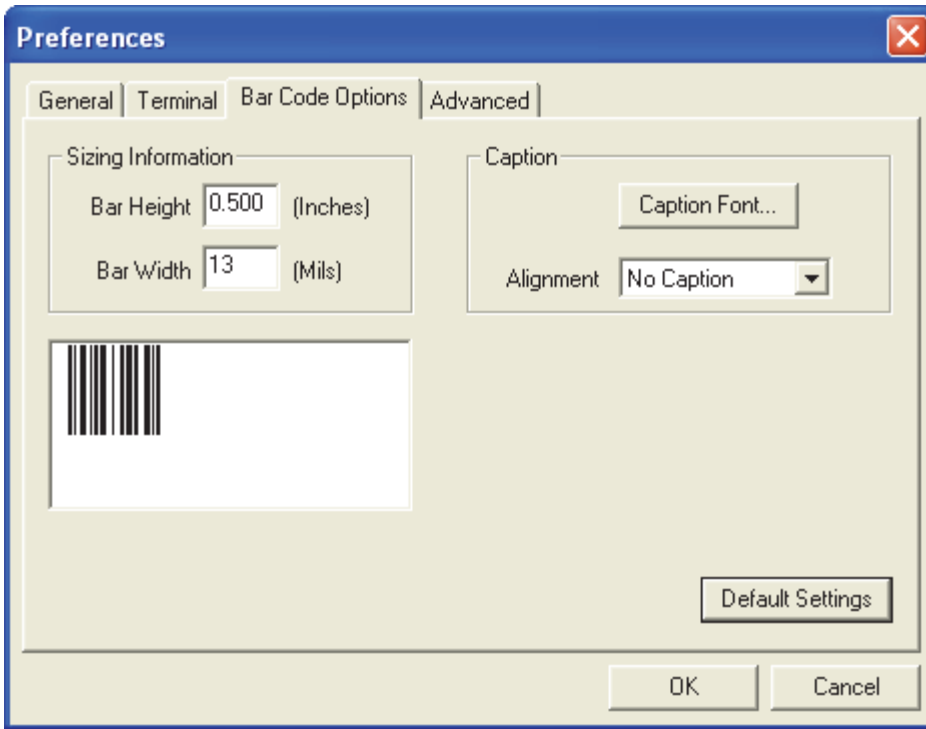 Preferences
General Terminal Bar Code Options Advanced
Sizing Information
Bar Height 0.500 (Inches)
Bar Width 13 (Mils)
Caption
Caption Font...
Alignment No Caption
Default Settings
OK Cancel